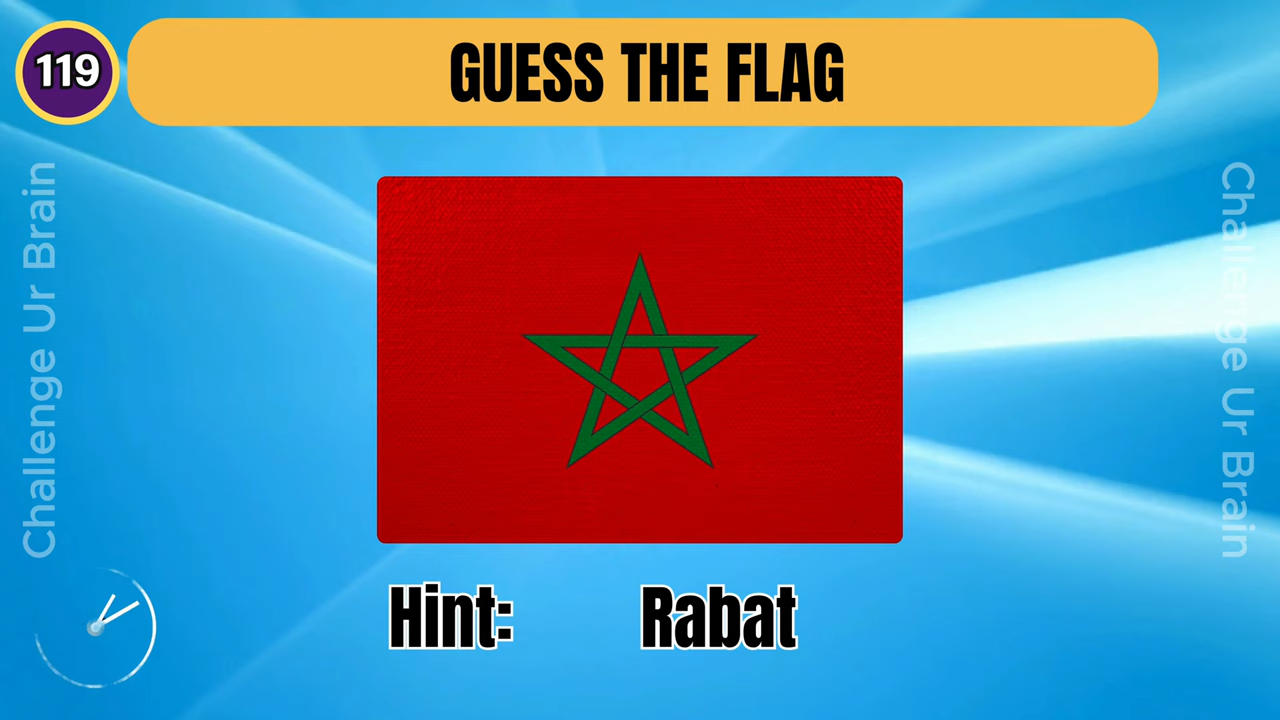 119
GUESS THE FLAG
Challenge Ur Brain
Challenge Ur Brain
Hint: Rabat